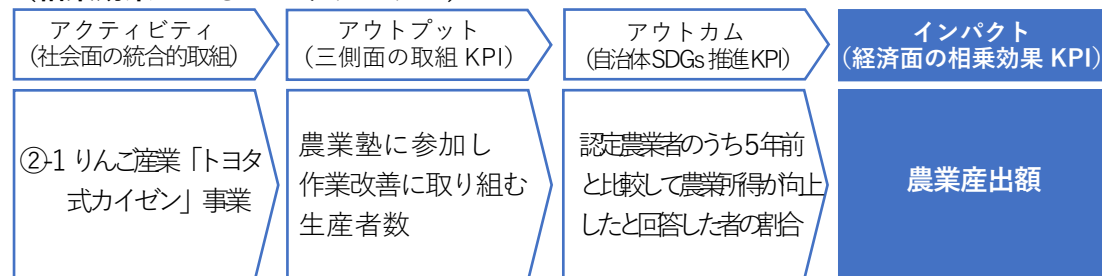 アクティビティ
(社会面の統合的取組)
アウトプット
(三側面の取組 KPI)
アウトカム
(自治体SDGs推進KPI)
インパクト
(経済面の相乗効果 KPI)
②-1 りんご産業「トヨタ
式カイゼン」事業
農業塾に参加し
作業改善に取り組む
生産者数
認定農業者のうち5年前
と比較して農業所得が向上
したと回答した者の割合
農業産出額